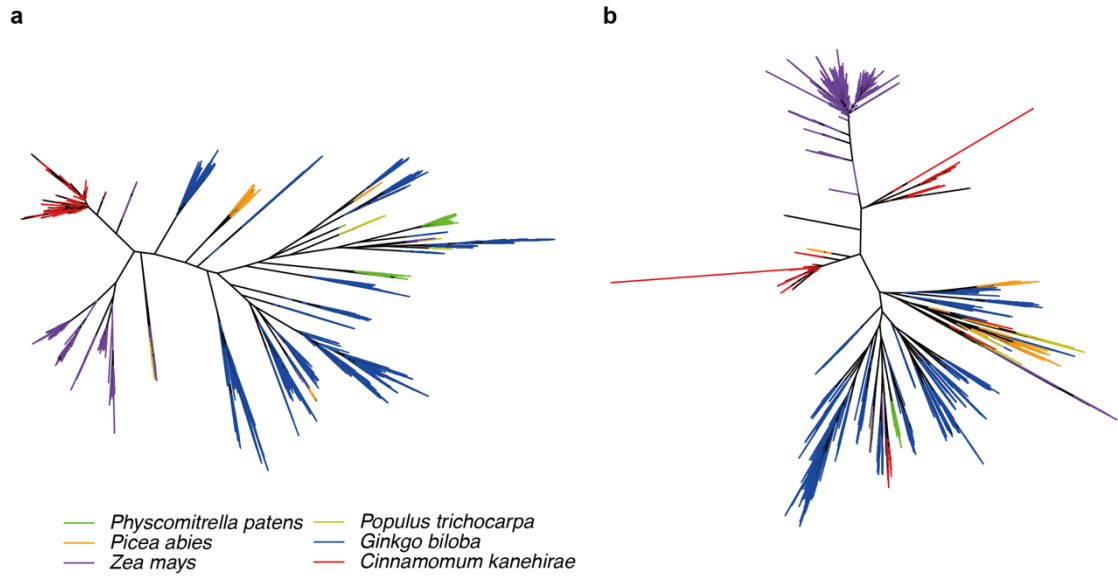 a
b
Physcomitrella patens
Picea abies
Zea mays
Populus trichocarpa
Ginkgo biloba
Cinnamomum kanehirae